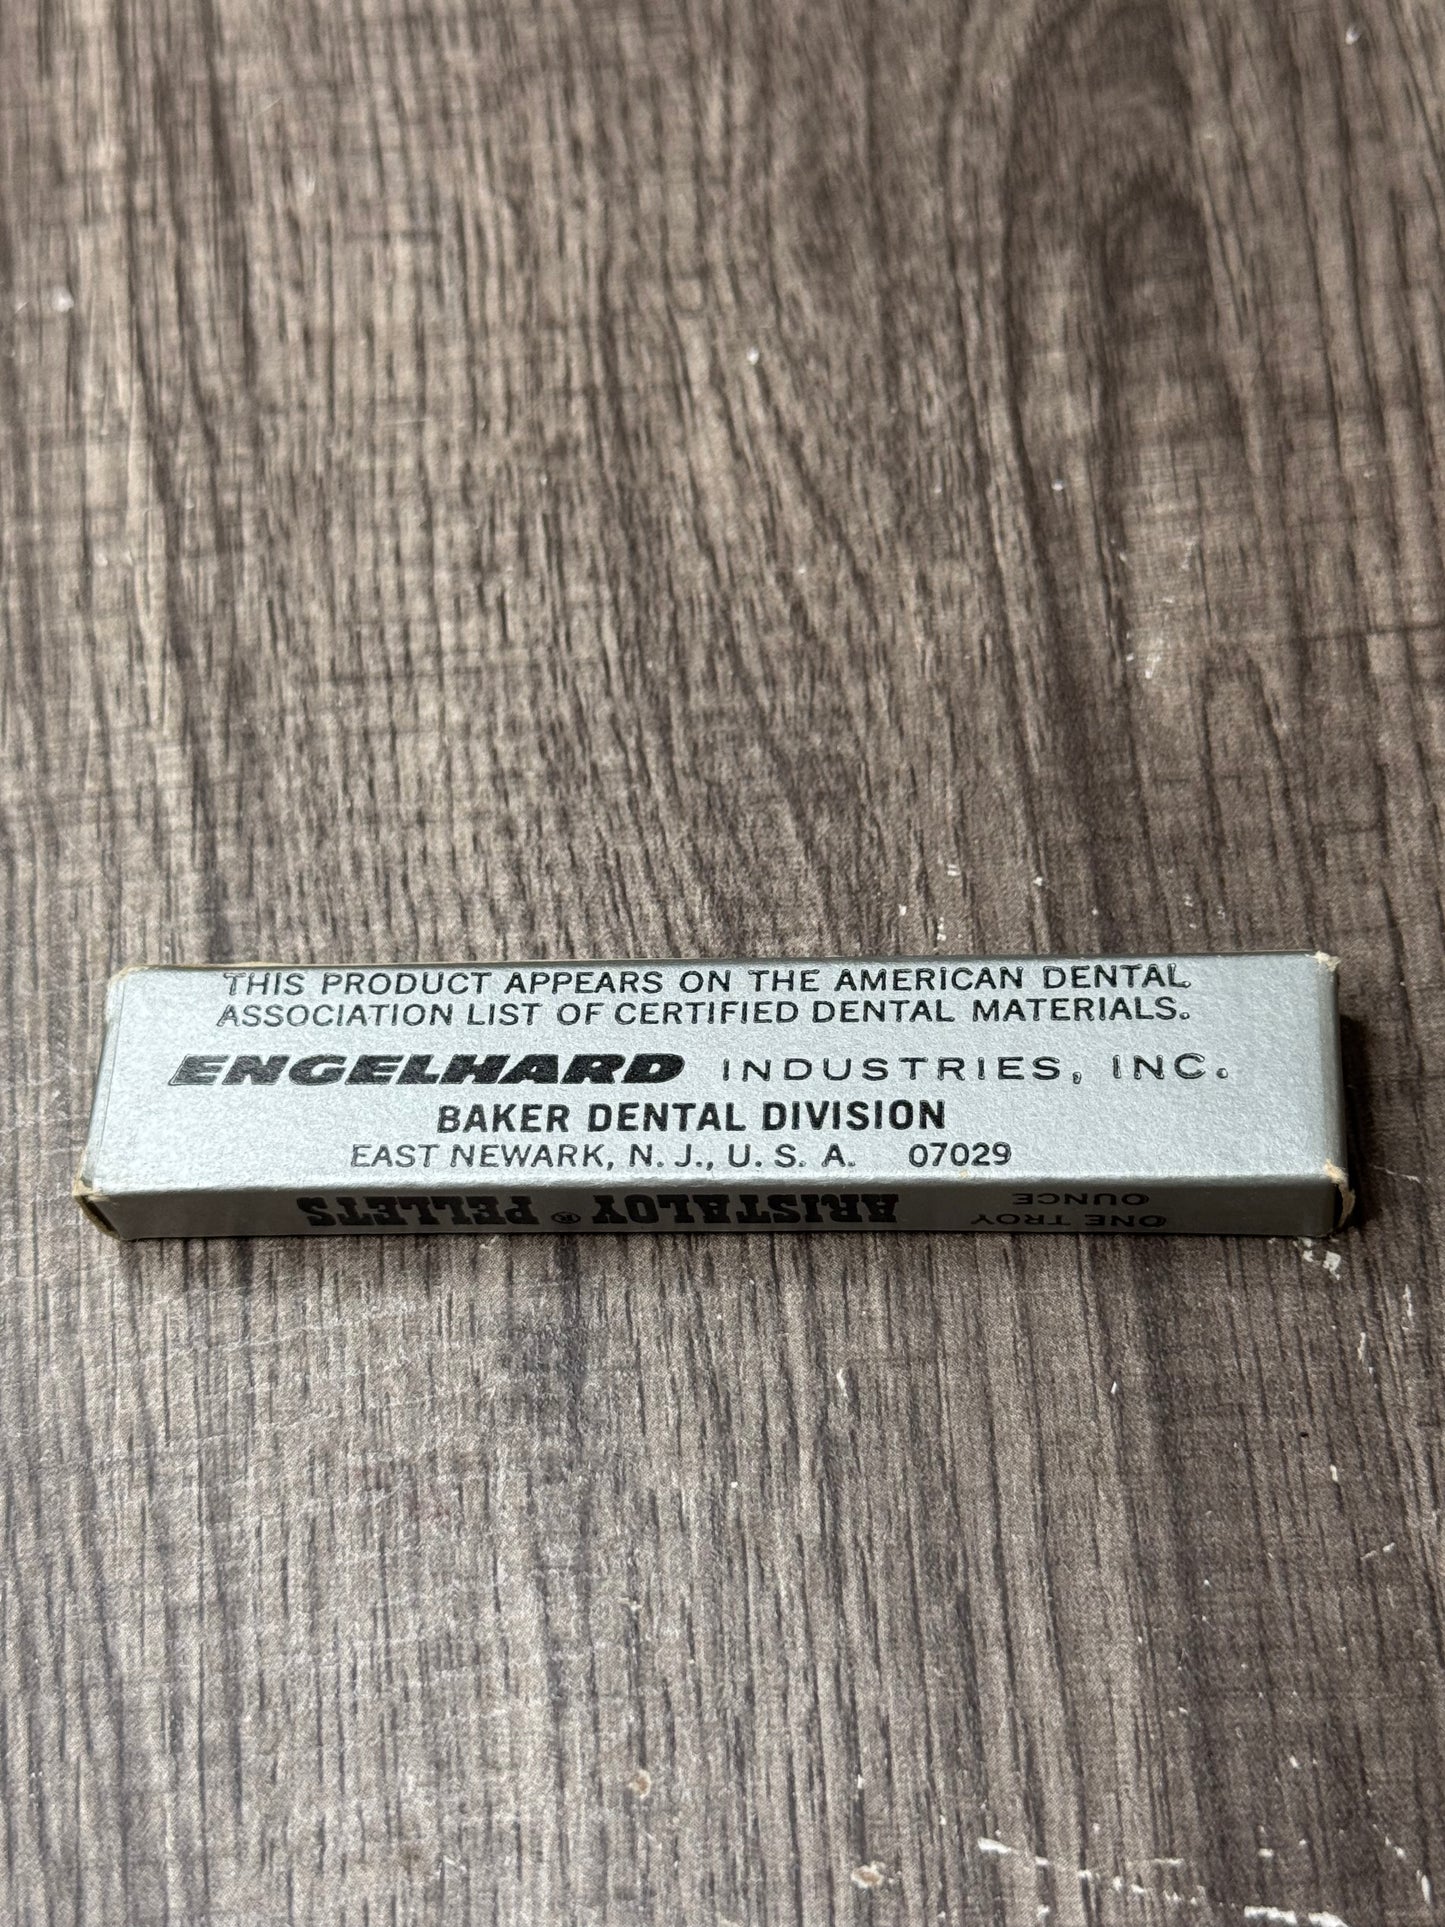 THIS PRODUCT APPEARS ON THE AMERICAN DENTAL
ASSOCIATION LIST OF CERTIFIED DENTAL MATERIALS.
ENGELHARD INDUSTRIES, INC.
BAKER DENTAL DIVISION
EAST NEWARK, N. J., U. S. A. 07029
ARISTALOY ® PELLETS
ONE TROY
OUNCE